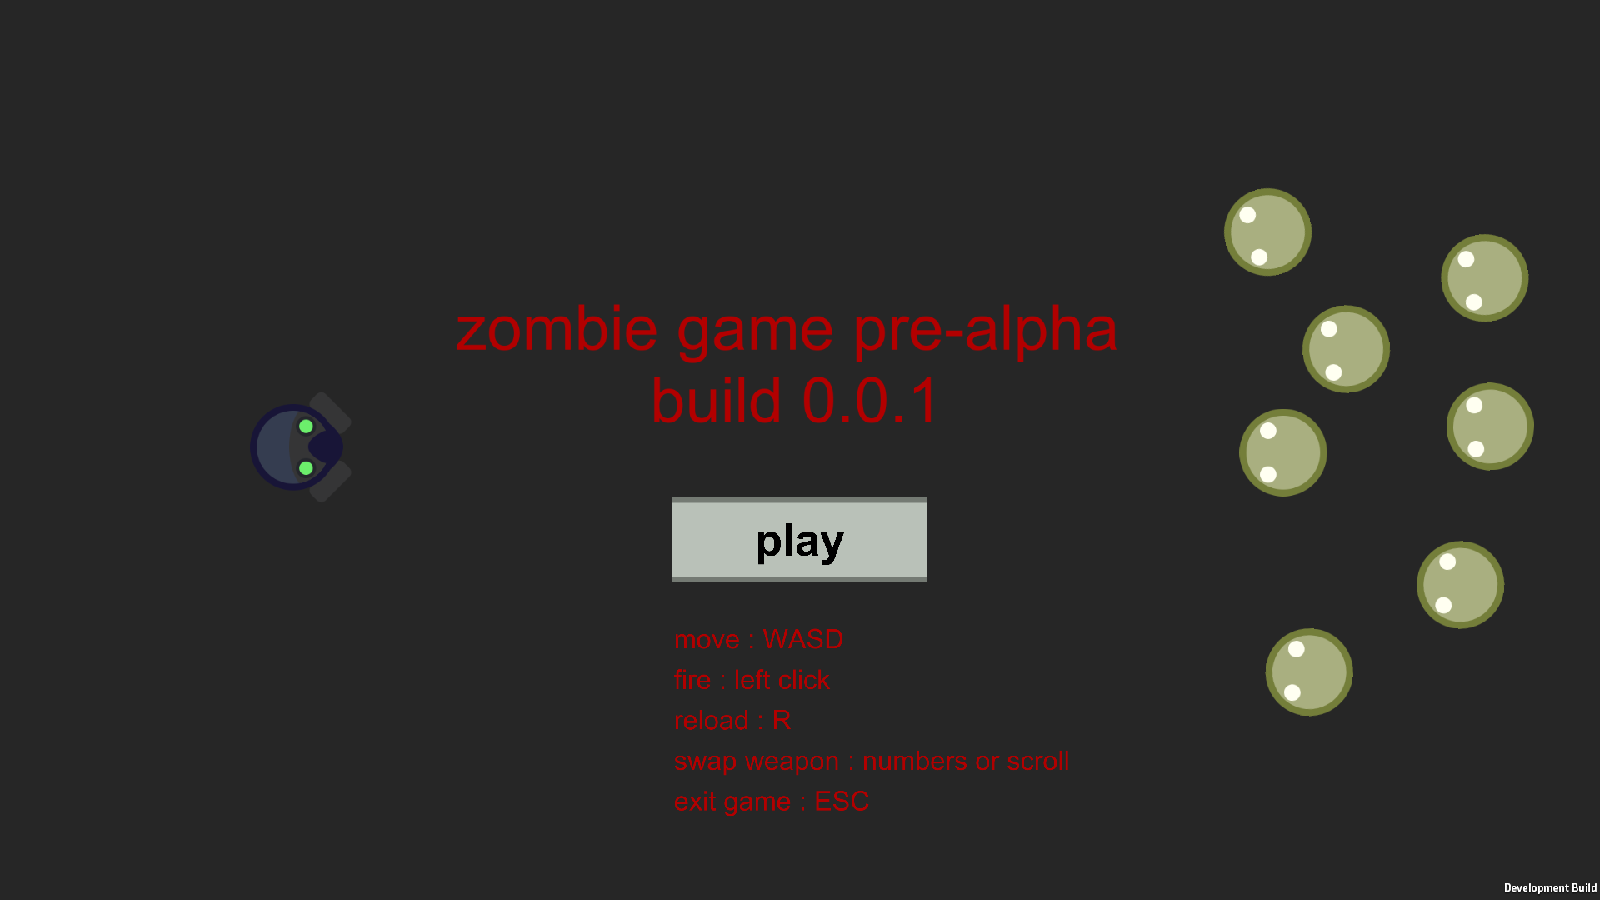 zombie game pre-alpha
build 0.0.1
play
move : WASD
fire : left click
reload : R
swap weapon : numbers or scroll
exit game : ESC
Development Build